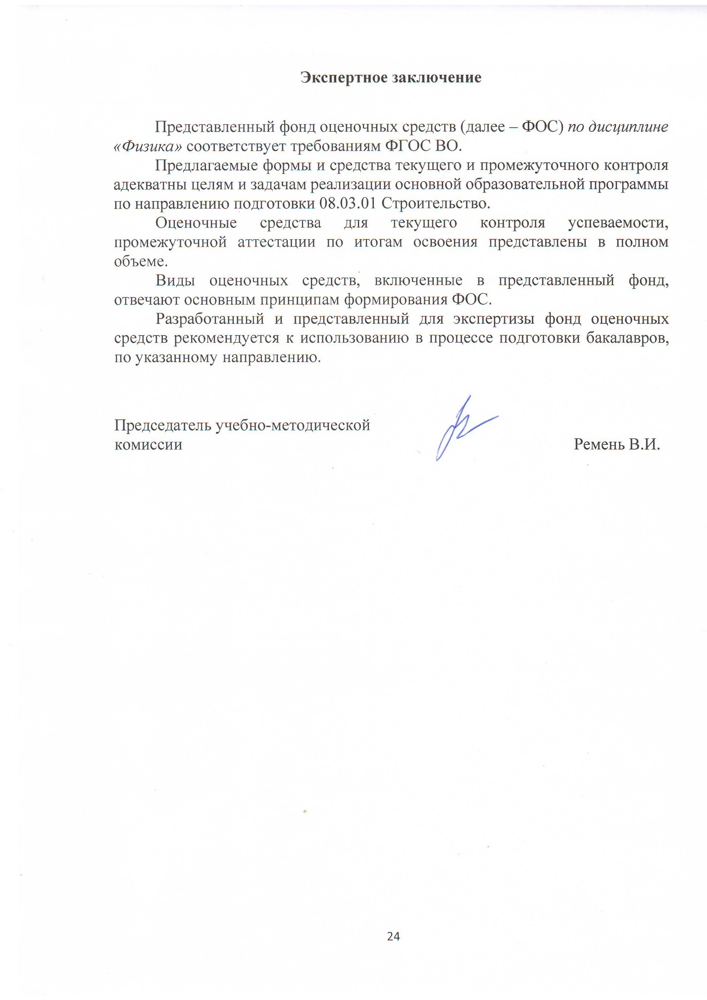 Экспертное заключение
Представленный фонд оценочных средств (далее – ФОС) по дисциплине
«Физика» соответствует требованиям ФГОС ВО.
Предлагаемые формы и средства текущего и промежуточного контроля
адекватны целям и задачам реализации основной образовательной программы
по направлению подготовки 08.03.01 Строительство.
Оценочные средства для текущего контроля успеваемости,
промежуточной аттестации по итогам освоения представлены в полном
объеме.
Виды оценочных средств, включенные в представленный фонд,
отвечают основным принципам формирования ФОС.
Разработанный и представленный для экспертизы фонд оценочных
средств рекомендуется к использованию в процессе подготовки бакалавров,
по указанному направлению.
Председатель учебно-методической
комиссии Ремень В.И.
24